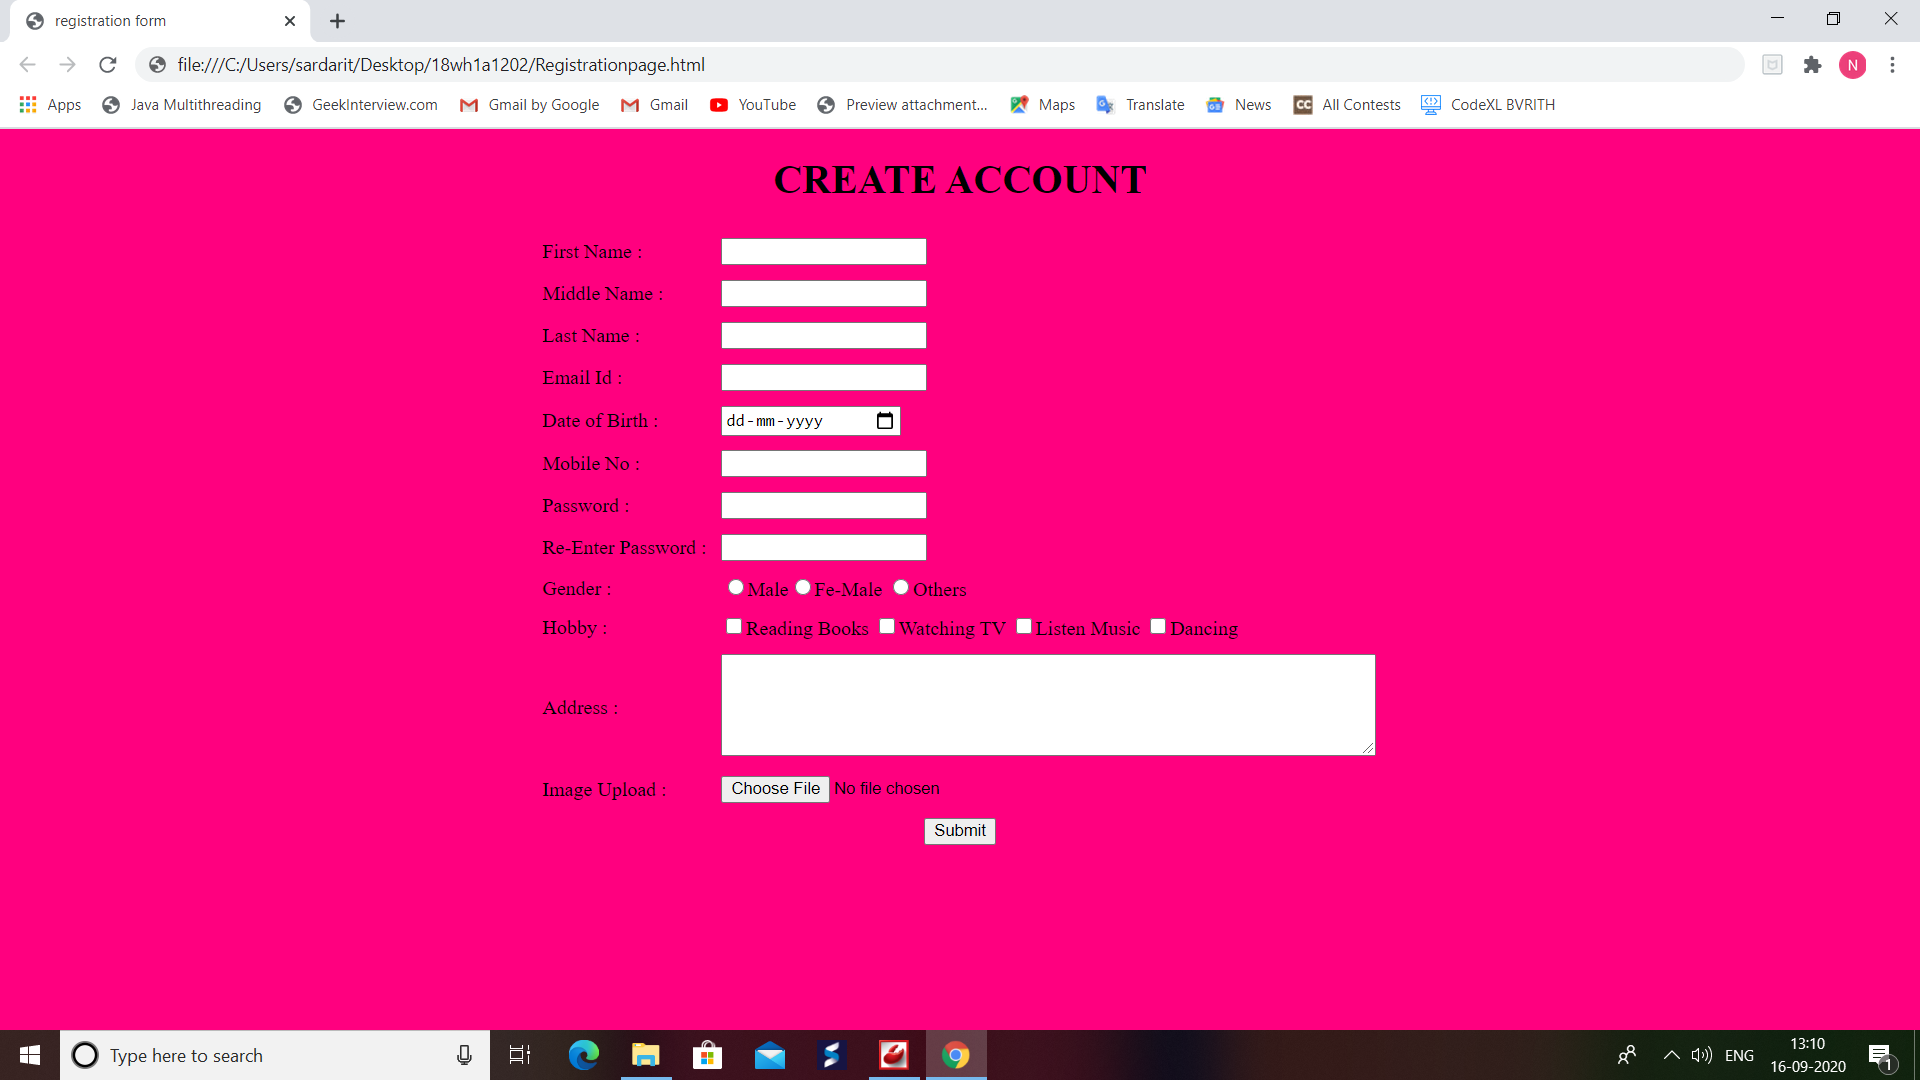 registration form
file:///C:/Users/sardarit/Desktop/18wh1a1202/Registrationpage.html
N
Apps Java Multithreading GeekInterview.com Gmail by Google Gmail YouTube Preview attachment... Maps Translate News CC All Contests CodeXL BVRITH
CREATE ACCOUNT
First Name :
Middle Name :
Last Name :
Email Id :
Date of Birth : dd-mm-yyyy
Mobile No :
Password :
Re-Enter Password :
Gender : Male Fe-Male Others
Hobby : Reading Books Watching TV Listen Music Dancing
Address :
Image Upload : Choose File No file chosen
Submit
Type here to search
ENG
13:10
16-09-2020
1